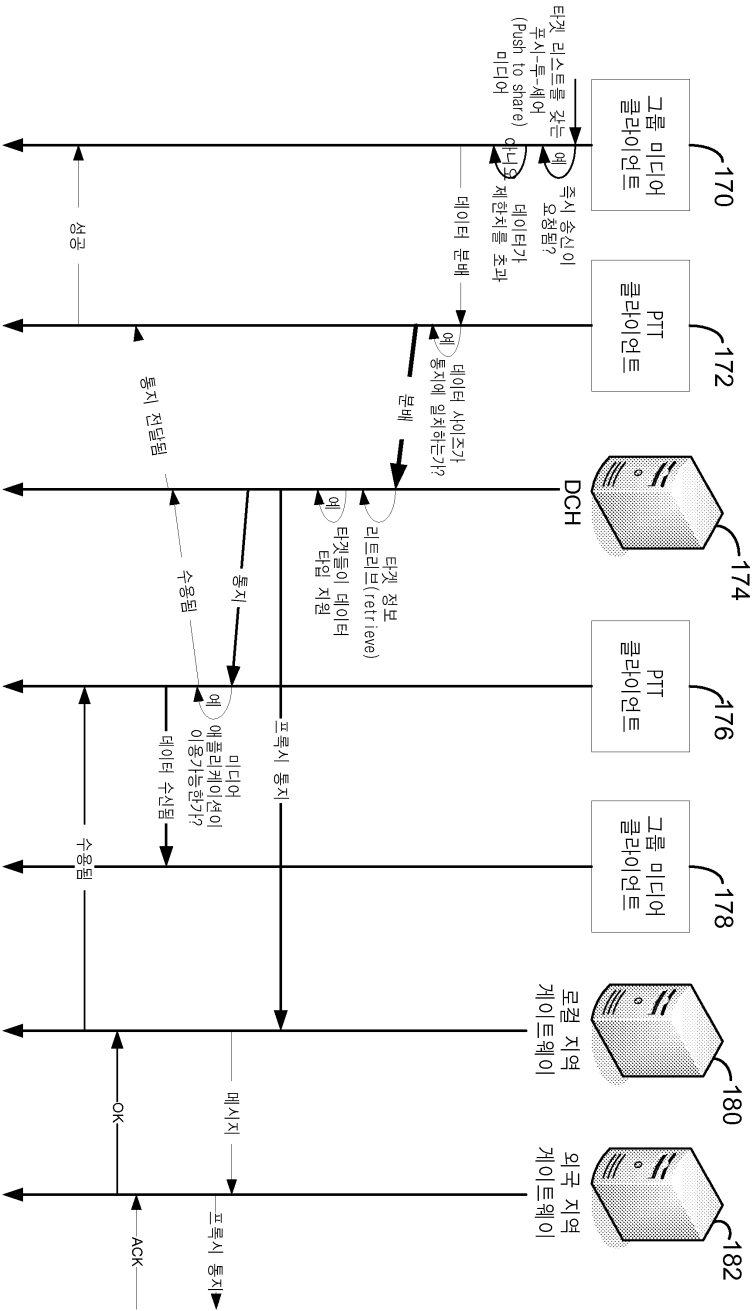 170
그룹 미디어
클라이언트
172
PTT
클라이언트
174
DCH
176
PTT
클라이언트
178
그룹 미디어
클라이언트
180
로컬 지역
게이트웨이
182
외국 지역
게이트웨이
타겟 리스트를 갖는
푸시-투-셰어
(Push to share)
미디어
예
즉시 송신이
요청됨?
아니오
데이터가
제한치를 초과
데이터 분배
예
데이터 사이즈가
통지에 일치하는가?
분배
타겟 정보
리트리브(retrieve)
예
타겟들이 데이터
타입 지원
프록시 통지
통지
메시지
프록시 통지
예
미디어
애플리케이션이
이용가능한가?
수용됨
데이터 수신됨
통지 전달됨
ACK
OK
수용됨
성공